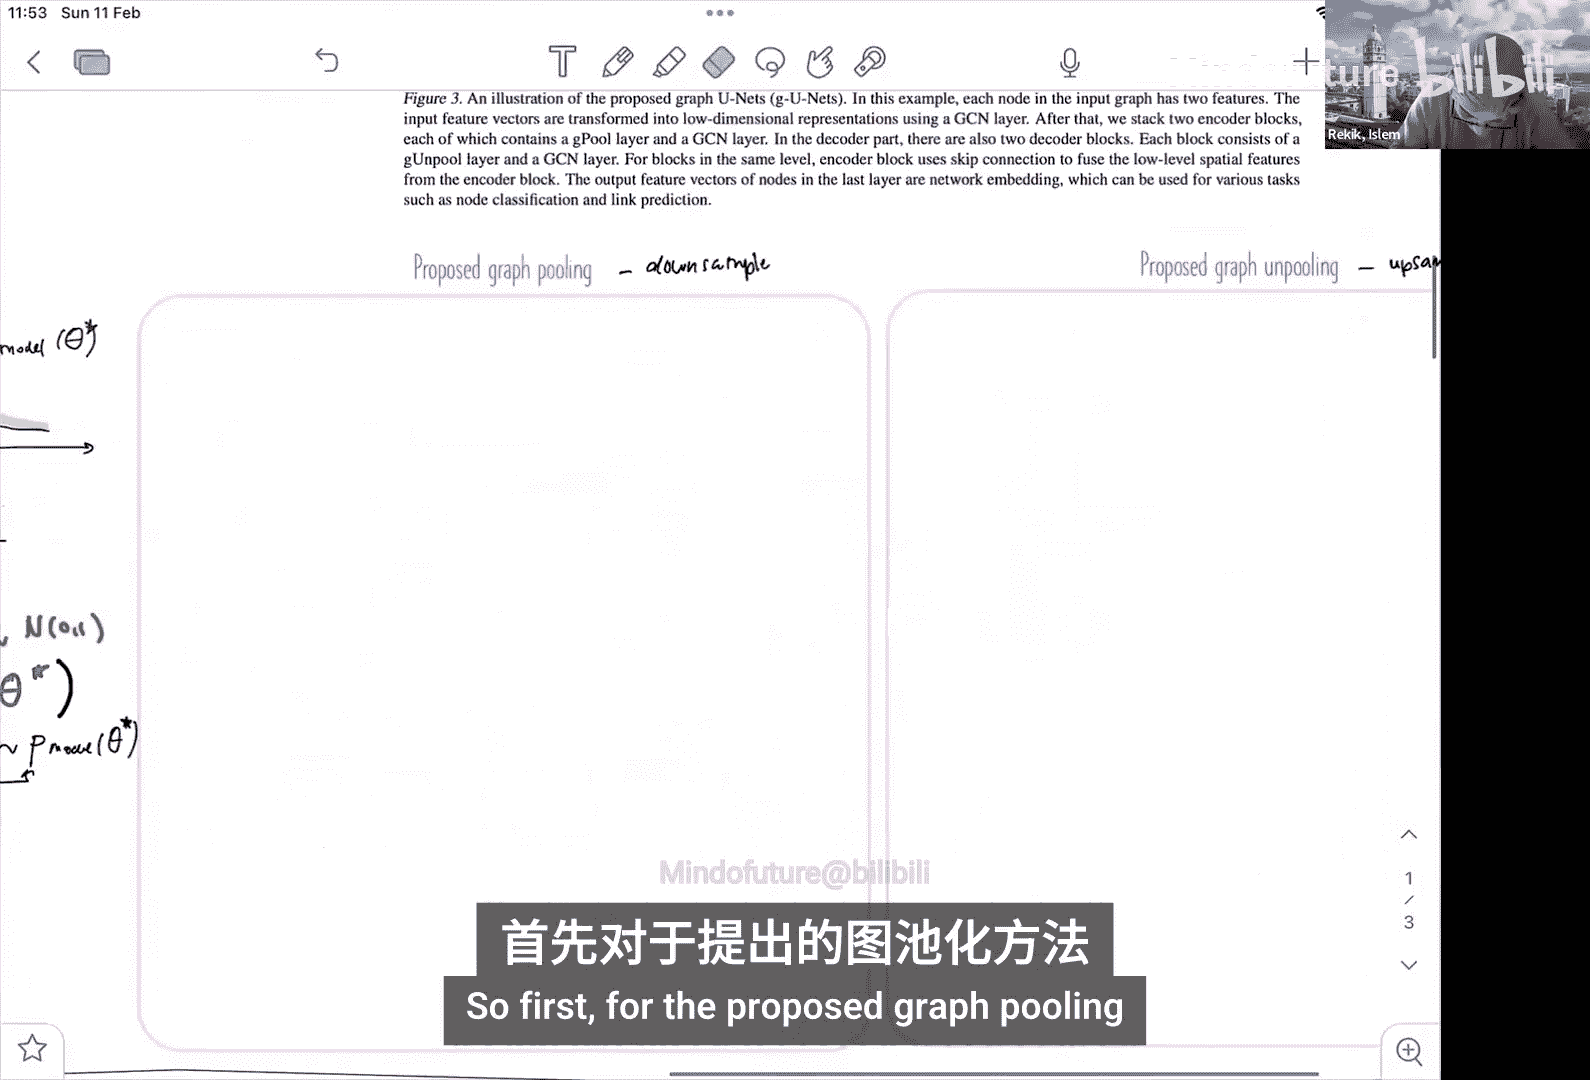 11:53 Sun 11 Feb
ture bilibili
Rekik, Islem
Figure 3. An illustration of the proposed graph U-Nets (g-U-Nets). In this example, each node in the input graph has two features. The
input feature vectors are transformed into low-dimensional representations using a GCN layer. After that, we stack two encoder blocks,
each of which contains a gPool layer and a GCN layer. In the decoder part, there are also two decoder blocks. Each block consists of a
gUnpool layer and a GCN layer. For blocks in the same level, encoder block uses skip connection to fuse the low-level spatial features
from the encoder block. The output feature vectors of nodes in the last layer are network embedding, which can be used for various tasks
such as node classification and link prediction.
Proposed graph pooling – downsample
Proposed graph unpooling – upsam
model (θ*)
N(0,1)
θ*)
~ Pmodel(θ*)
Mindofuture@bilibili
1
/
3
首先对于提出的图池化方法
So first, for the proposed graph pooling